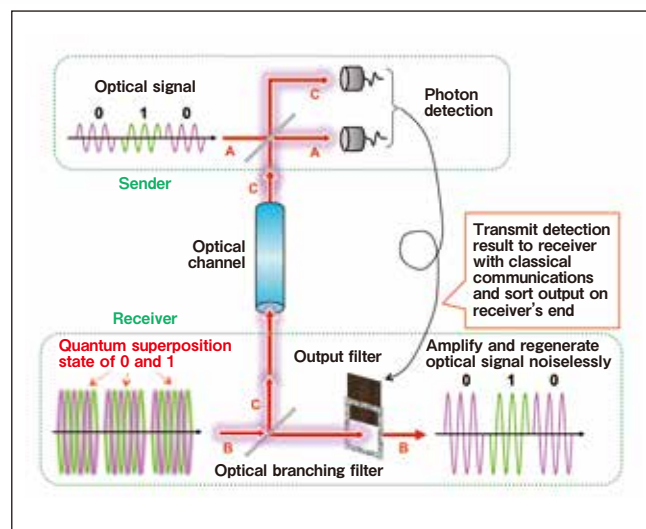 Optical signal
0 1 0
A
C
A
C
Photon
detection
Sender
Optical
channel
Transmit detection
result to receiver
with classical
communications
and sort output on
receiver's end
Receiver
Quantum superposition
state of 0 and 1
Output filter
Amplify and regenerate
optical signal noiselessly
0 1 0
C
B
B
Optical branching filter